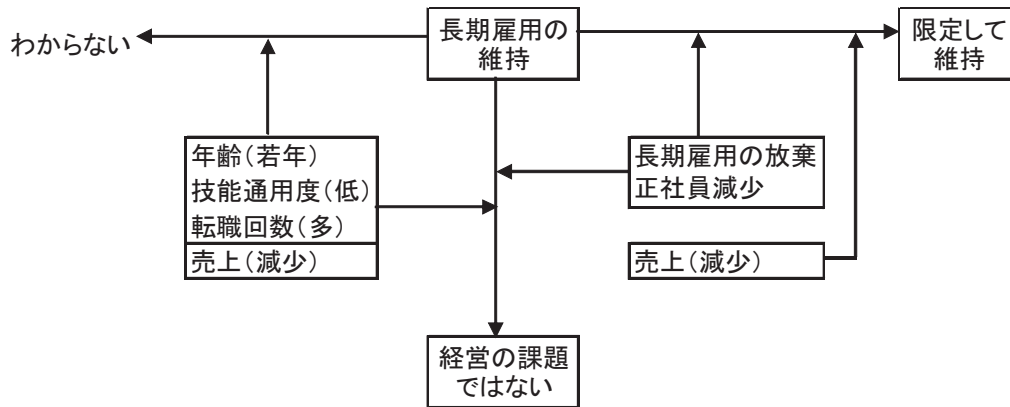 わからない
長期雇用の
維持
限定して
維持
年齢（若年）
技能通用度（低）
転職回数（多）
売上（減少）
長期雇用の放棄
正社員減少
売上（減少）
経営の課題
ではない